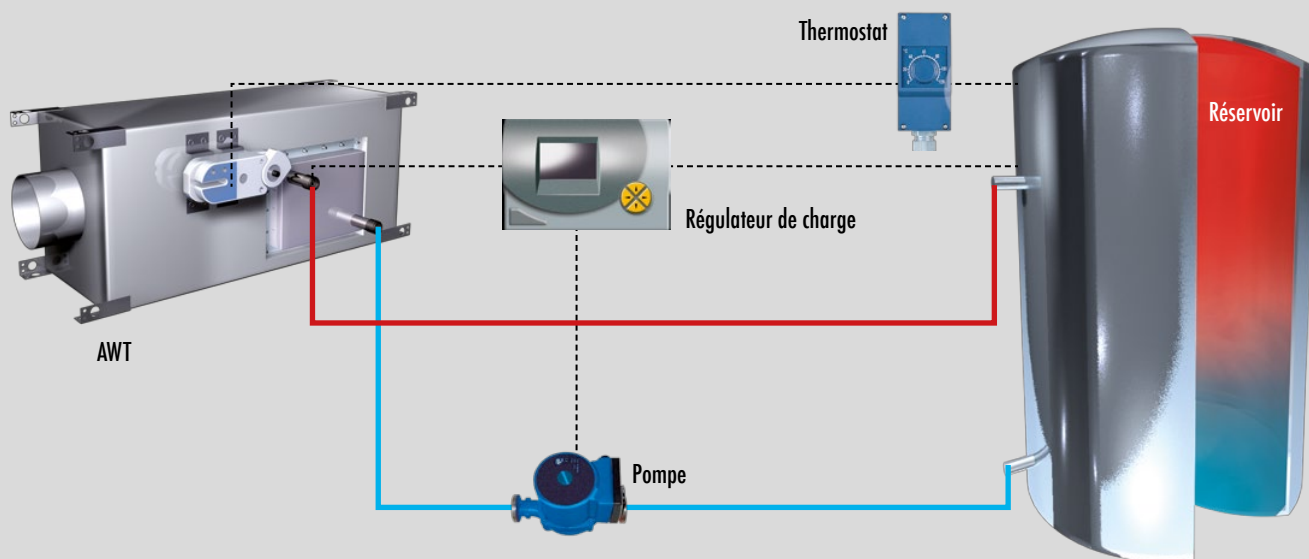 Thermostat
Réservoir
Régulateur de charge
AWT
Pompe